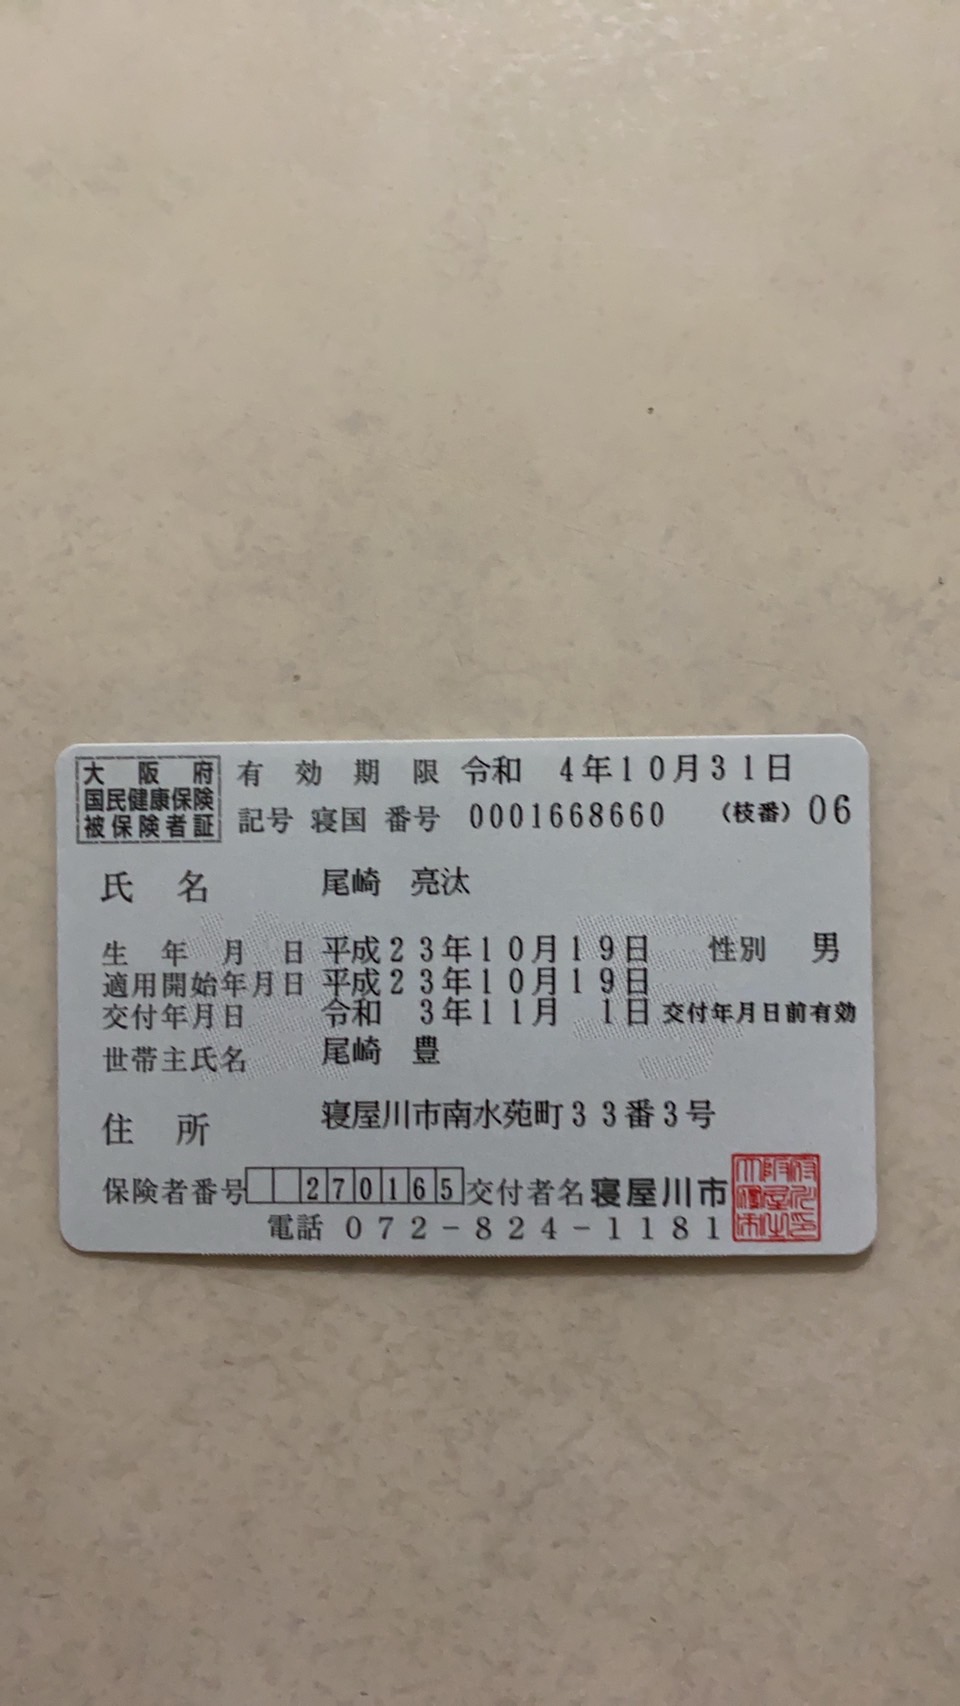 大阪府
国民健康保険
被保険者証
有効期限 令和 4年10月31日
記号 寝国 番号 0001668660 (枝番) 06
氏名 尾崎 亮汰
生年月日 平成23年10月19日 性別 男
適用開始年月日 平成23年10月19日
交付年月日 令和 3年11月 1日 交付年月日前有効
世帯主氏名 尾崎 豊
住所 寝屋川市南水苑町33番3号
保険者番号 270165 交付者名 寝屋川市
電話 072-824-1181